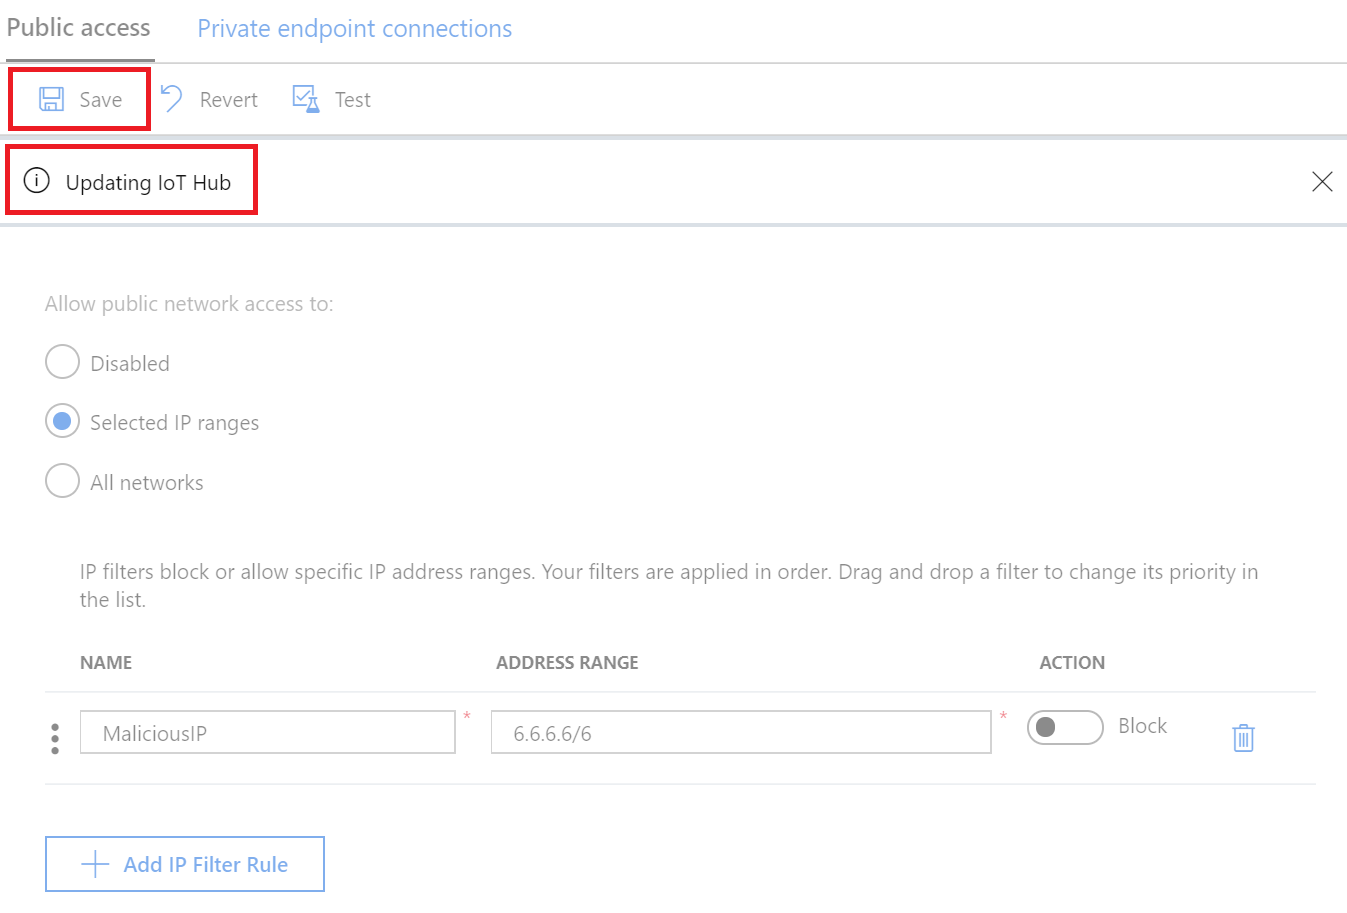 Public access
Private endpoint connections
Save
Revert
Test
Updating IoT Hub
Allow public network access to:
Disabled
Selected IP ranges
All networks
IP filters block or allow specific IP address ranges. Your filters are applied in order. Drag and drop a filter to change its priority in
the list.
NAME
ADDRESS RANGE
ACTION
MaliciousIP
*
6.6.6.6/6
*
Block
Add IP Filter Rule